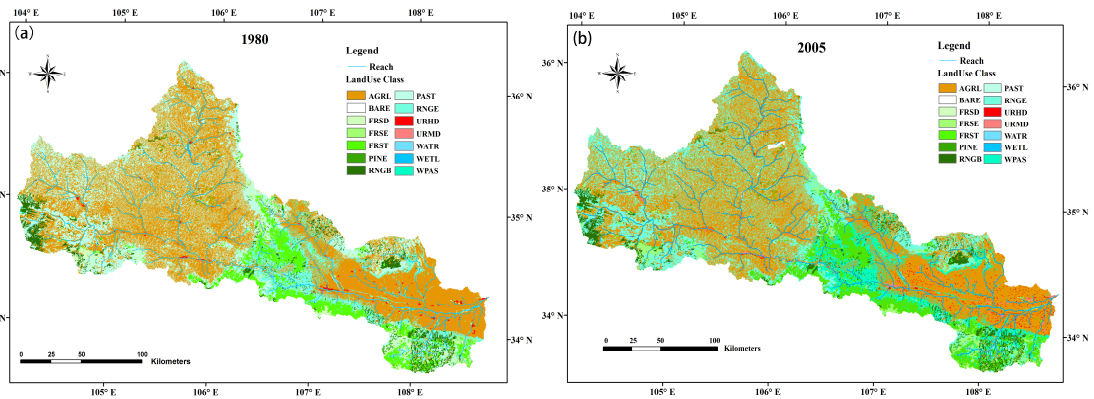 104° E 105° E 106° E 107° E 108° E
(a)
1980
N
W E
S
Legend
Reach
LandUse Class
AGRL PAST
BARE RNGE
FRSD URHD
FRSE URMD
FRST WATR
PINE WETL
RNGB WPAS
36° N
35° N
34° N
0 25 50 100
Kilometers
105° E 106° E 107° E 108° E
104° E 105° E 106° E 107° E 108° E
(b)
2005
N
W E
S
Legend
Reach
LandUse Class
AGRL PAST
BARE RNGE
FRSD URHD
FRSE URMD
FRST WATR
PINE WETL
RNGB WPAS
36° N 36° N
35° N 35° N
34° N 34° N
0 25 50 100
Kilometers
105° E 106° E 107° E 108° E